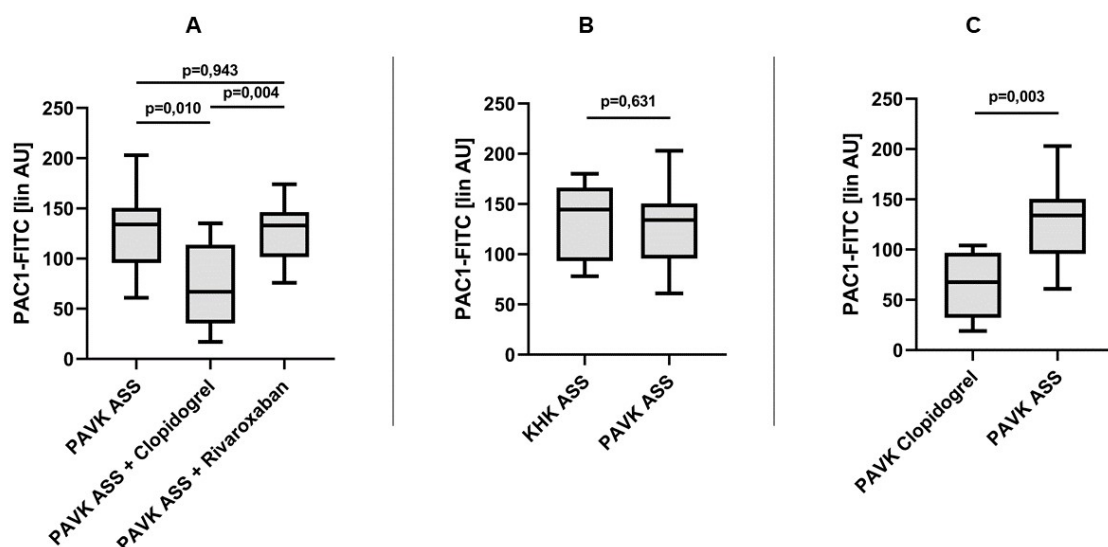 A
p=0,943
p=0,010
p=0,004
PAC1-FITC [lin AU]
250
200
150
100
50
0
PAVK ASS
PAVK ASS + Clopidogrel
PAVK ASS + Rivaroxaban
B
p=0,631
PAC1-FITC [lin AU]
250
200
150
100
50
0
KHK ASS
PAVK ASS
C
p=0,003
PAC1-FITC [lin AU]
250
200
150
100
50
0
PAVK Clopidogrel
PAVK ASS